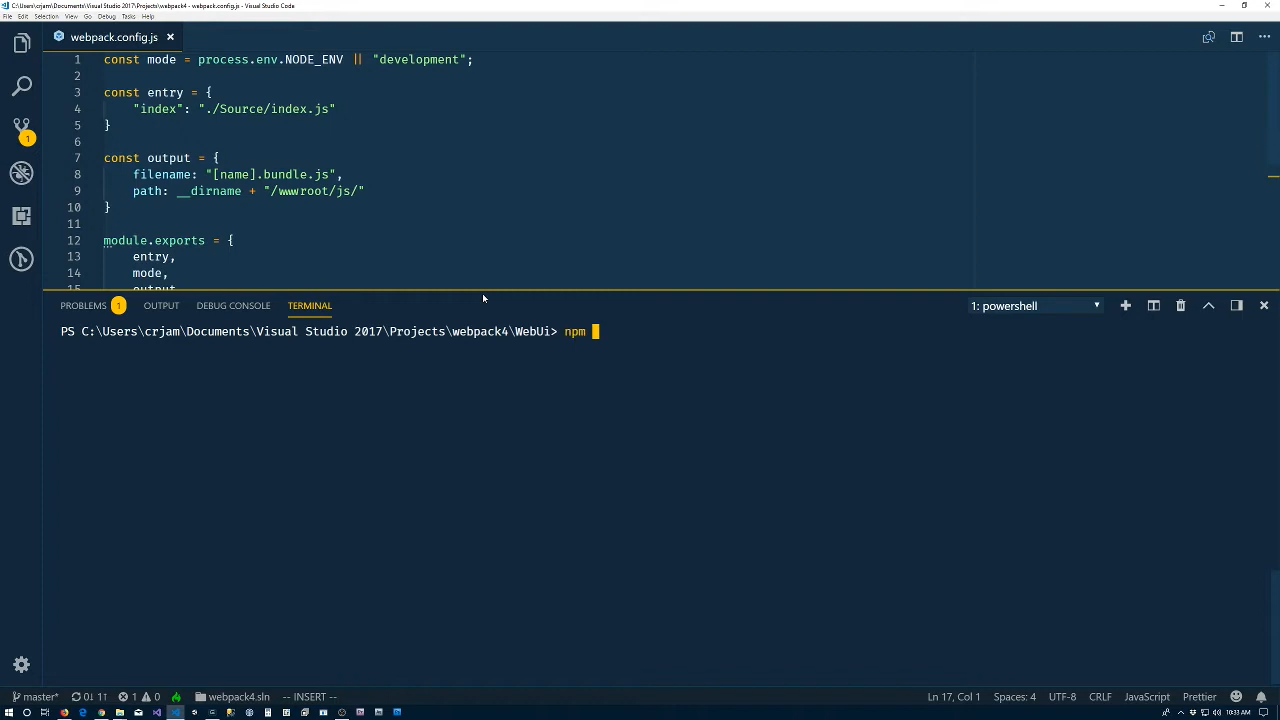 C:\Users\crjam\Documents\Visual Studio 2017\Projects\webpack4 - webpack.config.js - Visual Studio Code
File Edit Selection View Go Debug Tasks Help
webpack.config.js
1 const mode = process.env.NODE_ENV || "development";
2
3 const entry = {
4 "index": "./Source/index.js"
5 }
6
7 const output = {
8 filename: "[name].bundle.js",
9 path: __dirname + "/wwwroot/js/"
10 }
11
12 module.exports = {
13 entry,
14 mode,
15 output
1
PROBLEMS 1 OUTPUT DEBUG CONSOLE TERMINAL 1: powershell
PS C:\Users\crjam\Documents\Visual Studio 2017\Projects\webpack4\WebUi> npm
master* 0↓ 1↑ 1 0 webpack4.sln -- INSERT -- Ln 17, Col 1 Spaces: 4 UTF-8 CRLF JavaScript Prettier
10:33 AM